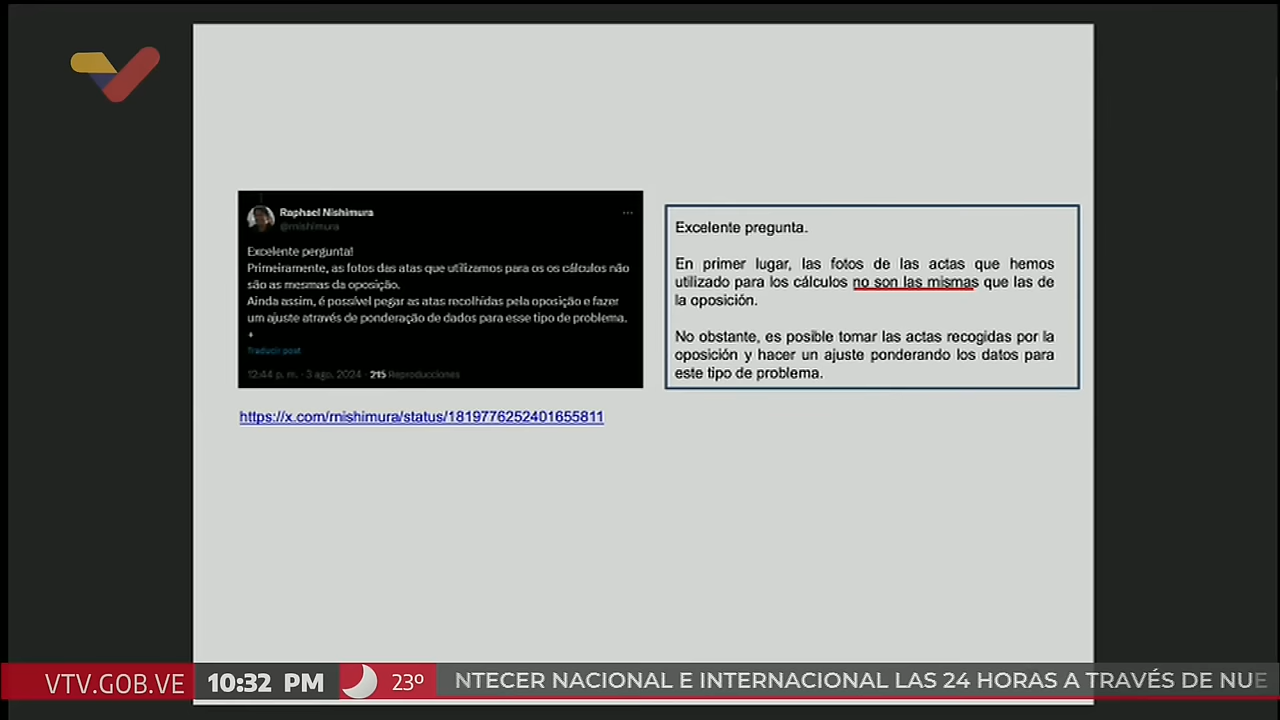 Raphael Nishimura
@rnishimura
Excelente pergunta!
Primeiramente, as fotos das atas que utilizamos para os os cálculos não
são as mesmas da oposição.
Ainda assim, é possível pegar as atas recolhidas pela oposição e fazer
um ajuste através de ponderação de dados para esse tipo de problema.
+
Traducir post
12:44 p. m. · 3 ago. 2024 · 215 Reproducciones
https://x.com/rnishimura/status/1819776252401655811
Excelente pregunta.
En primer lugar, las fotos de las actas que hemos
utilizado para los cálculos no son las mismas que las de
la oposición.
No obstante, es posible tomar las actas recogidas por la
oposición y hacer un ajuste ponderando los datos para
este tipo de problema.
VTV.GOB.VE 10:32 PM 23º NTECER NACIONAL E INTERNACIONAL LAS 24 HORAS A TRAVÉS DE NUE